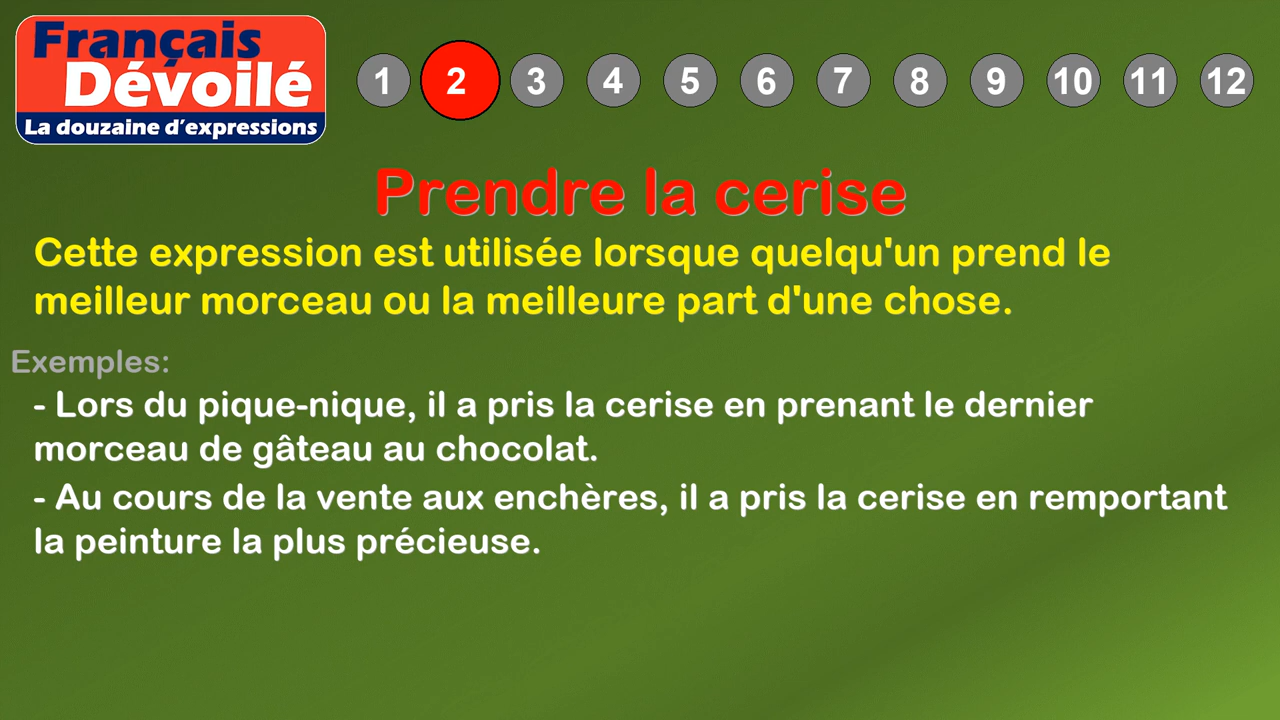 Français
Dévoilé
La douzaine d'expressions
1 2 3 4 5 6 7 8 9 10 11 12
Prendre la cerise
Cette expression est utilisée lorsque quelqu'un prend le
meilleur morceau ou la meilleure part d'une chose.
Exemples:
- Lors du pique-nique, il a pris la cerise en prenant le dernier
morceau de gâteau au chocolat.
- Au cours de la vente aux enchères, il a pris la cerise en remportant
la peinture la plus précieuse.